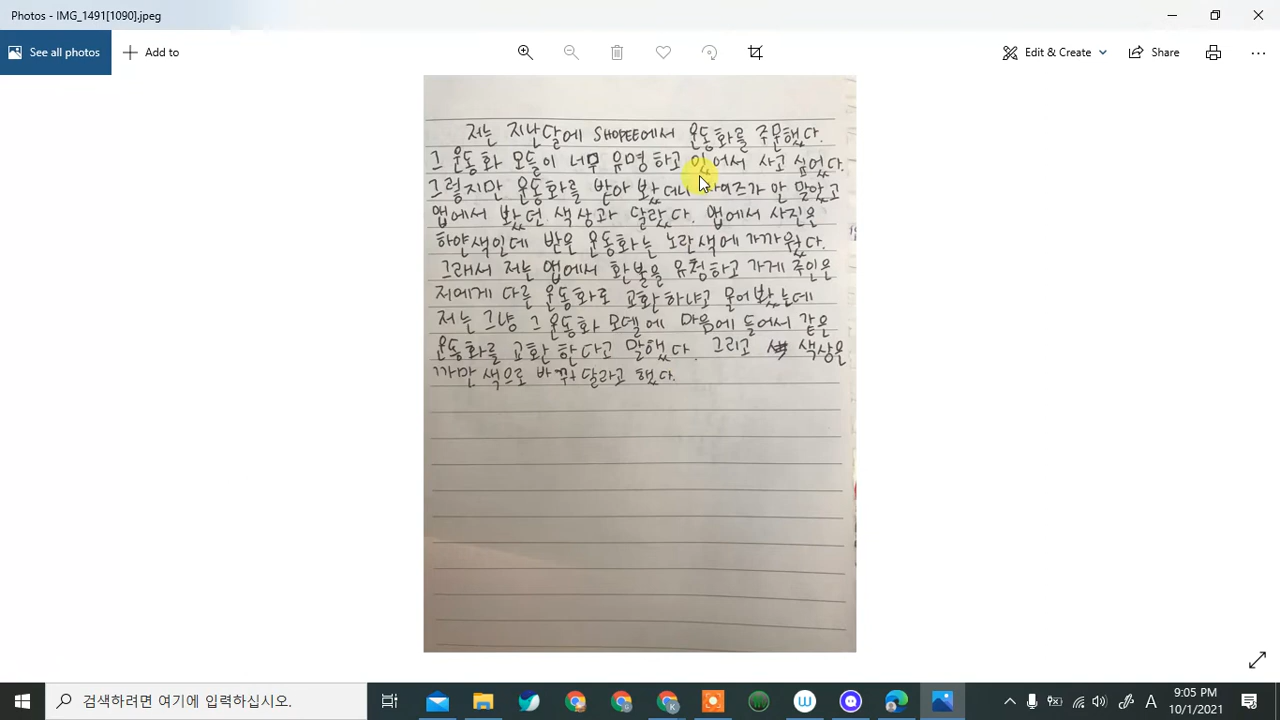 Photos - IMG_1491[1090].jpeg
See all photos
Add to
Edit & Create
Share
저는 지난달에 SHOPEE에서 운동화를 주문했다.
그 운동화 모들이 너무 유명하고 있어서 사고 싶었다.
그렇지만 운동화를 받아 봤더니 사이즈가 안 맞았고
앱에서 봤던 색상과 달랐다. 앱에서 사진은
하얀색인데 받은 운동화는 노란색에 가까웠다.
그래서 저는 앱에서 환불을 유청하고 가게 주인은
저에게 다른 운동화로 교환하냐고 물어봤는데
저는 그냥 그 운동화 모델에 마음에 들어서 같은
운동화를 교환 한다고 말했다. 그리고 색상은
까만 색으로 바꿔 달라고 했다.
검색하려면 여기에 입력하십시오.
A
9:05 PM
10/1/2021